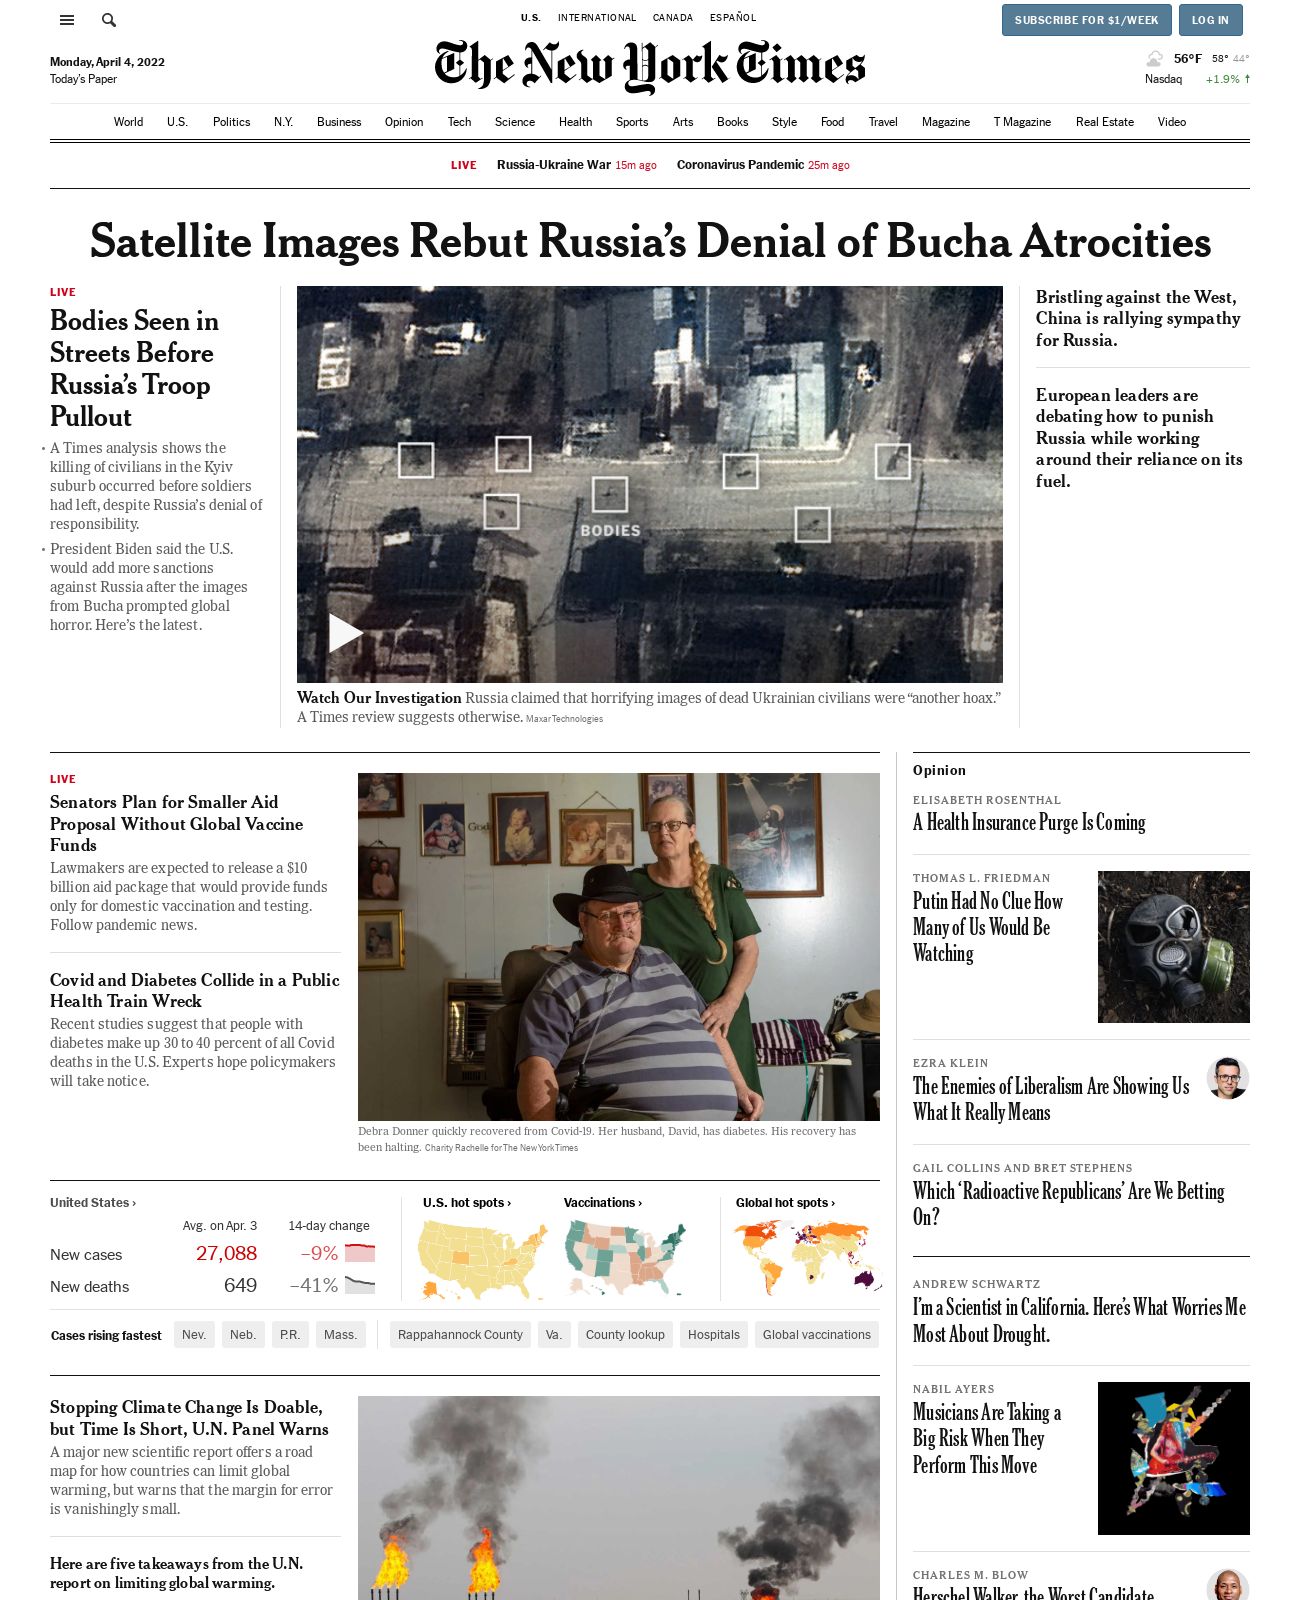 U.S. INTERNATIONAL CANADA ESPAÑOL
SUBSCRIBE FOR $1/WEEK LOG IN
Monday, April 4, 2022
Today's Paper
The New York Times
56°F 58° 44°
Nasdaq +1.9% ↑
World U.S. Politics N.Y. Business Opinion Tech Science Health Sports Arts Books Style Food Travel Magazine T Magazine Real Estate Video
LIVE Russia-Ukraine War 15m ago Coronavirus Pandemic 25m ago
Satellite Images Rebut Russia’s Denial of Bucha Atrocities
LIVE
Bodies Seen in
Streets Before
Russia’s Troop
Pullout
• A Times analysis shows the
killing of civilians in the Kyiv
suburb occurred before soldiers
had left, despite Russia’s denial of
responsibility.
• President Biden said the U.S.
would add more sanctions
against Russia after the images
from Bucha prompted global
horror. Here’s the latest.
BODIES
Watch Our Investigation Russia claimed that horrifying images of dead Ukrainian civilians were “another hoax.”
A Times review suggests otherwise. Maxar Technologies
Bristling against the West,
China is rallying sympathy
for Russia.
European leaders are
debating how to punish
Russia while working
around their reliance on its
fuel.
LIVE
Senators Plan for Smaller Aid
Proposal Without Global Vaccine
Funds
Lawmakers are expected to release a $10
billion aid package that would provide funds
only for domestic vaccination and testing.
Follow pandemic news.
Covid and Diabetes Collide in a Public
Health Train Wreck
Recent studies suggest that people with
diabetes make up 30 to 40 percent of all Covid
deaths in the U.S. Experts hope policymakers
will take notice.
God
Debra Donner quickly recovered from Covid-19. Her husband, David, has diabetes. His recovery has
been halting. Charity Rachelle for The New York Times
United States ›
Avg. on Apr. 3 14-day change
New cases 27,088 –9%
New deaths 649 –41%
U.S. hot spots › Vaccinations › Global hot spots ›
Cases rising fastest Nev. Neb. P.R. Mass. Rappahannock County Va. County lookup Hospitals Global vaccinations
Stopping Climate Change Is Doable,
but Time Is Short, U.N. Panel Warns
A major new scientific report offers a road
map for how countries can limit global
warming, but warns that the margin for error
is vanishingly small.
Here are five takeaways from the U.N.
report on limiting global warming.
Opinion
ELISABETH ROSENTHAL
A Health Insurance Purge Is Coming
THOMAS L. FRIEDMAN
Putin Had No Clue How
Many of Us Would Be
Watching
EZRA KLEIN
The Enemies of Liberalism Are Showing Us
What It Really Means
GAIL COLLINS AND BRET STEPHENS
Which ‘Radioactive Republicans’ Are We Betting
On?
ANDREW SCHWARTZ
I’m a Scientist in California. Here’s What Worries Me
Most About Drought.
NABIL AYERS
Musicians Are Taking a
Big Risk When They
Perform This Move
CHARLES M. BLOW
Herschel Walker, the Worst Candidate